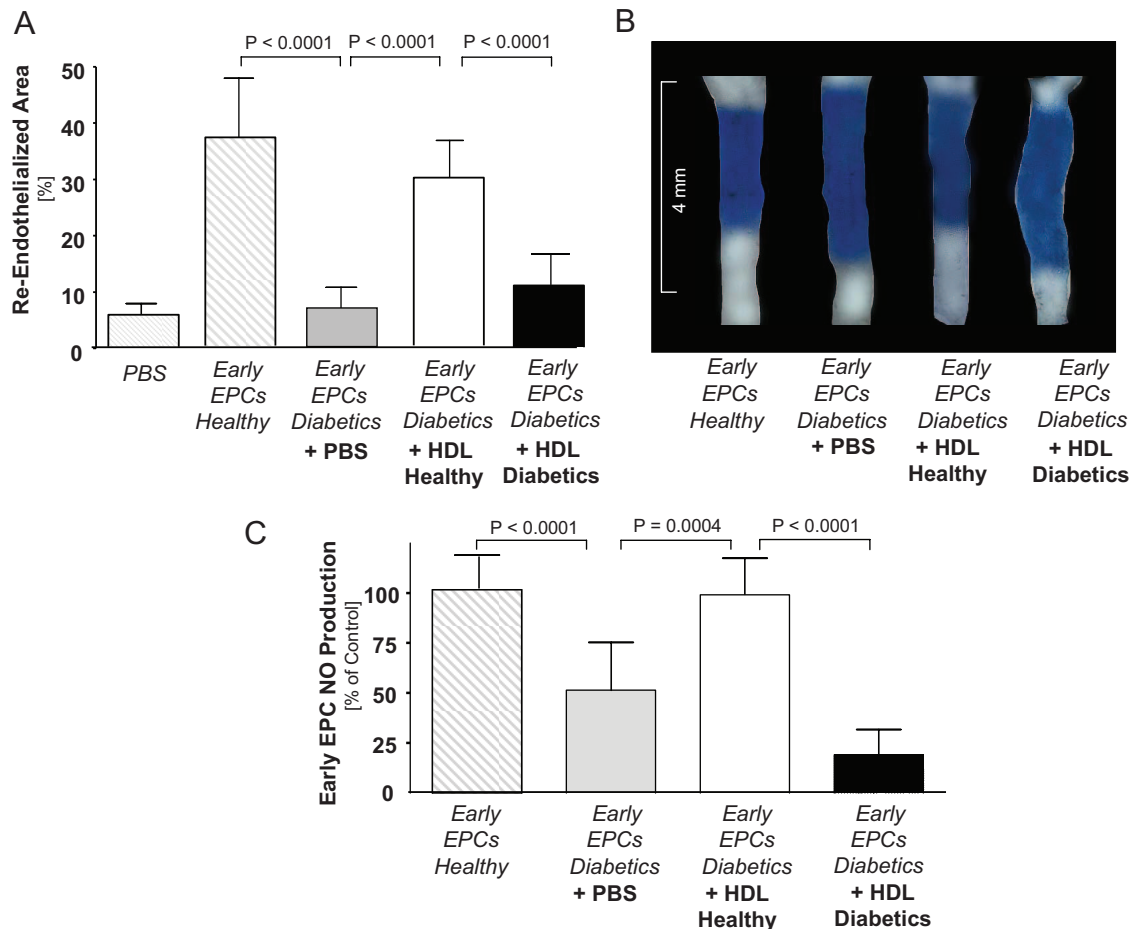 A
P < 0.0001
P < 0.0001
P < 0.0001
Re-Endothelialized Area
[%]
50
40
30
20
10
0
PBS
Early
EPCs
Healthy
Early
EPCs
Diabetics
+ PBS
Early
EPCs
Diabetics
+ HDL
Healthy
Early
EPCs
Diabetics
+ HDL
Diabetics
B
4 mm
Early
EPCs
Healthy
Early
EPCs
Diabetics
+ PBS
Early
EPCs
Diabetics
+ HDL
Healthy
Early
EPCs
Diabetics
+ HDL
Diabetics
C
P < 0.0001
P = 0.0004
P < 0.0001
Early EPC NO Production
[% of Control]
100
75
50
25
0
Early
EPCs
Healthy
Early
EPCs
Diabetics
+ PBS
Early
EPCs
Diabetics
+ HDL
Healthy
Early
EPCs
Diabetics
+ HDL
Diabetics